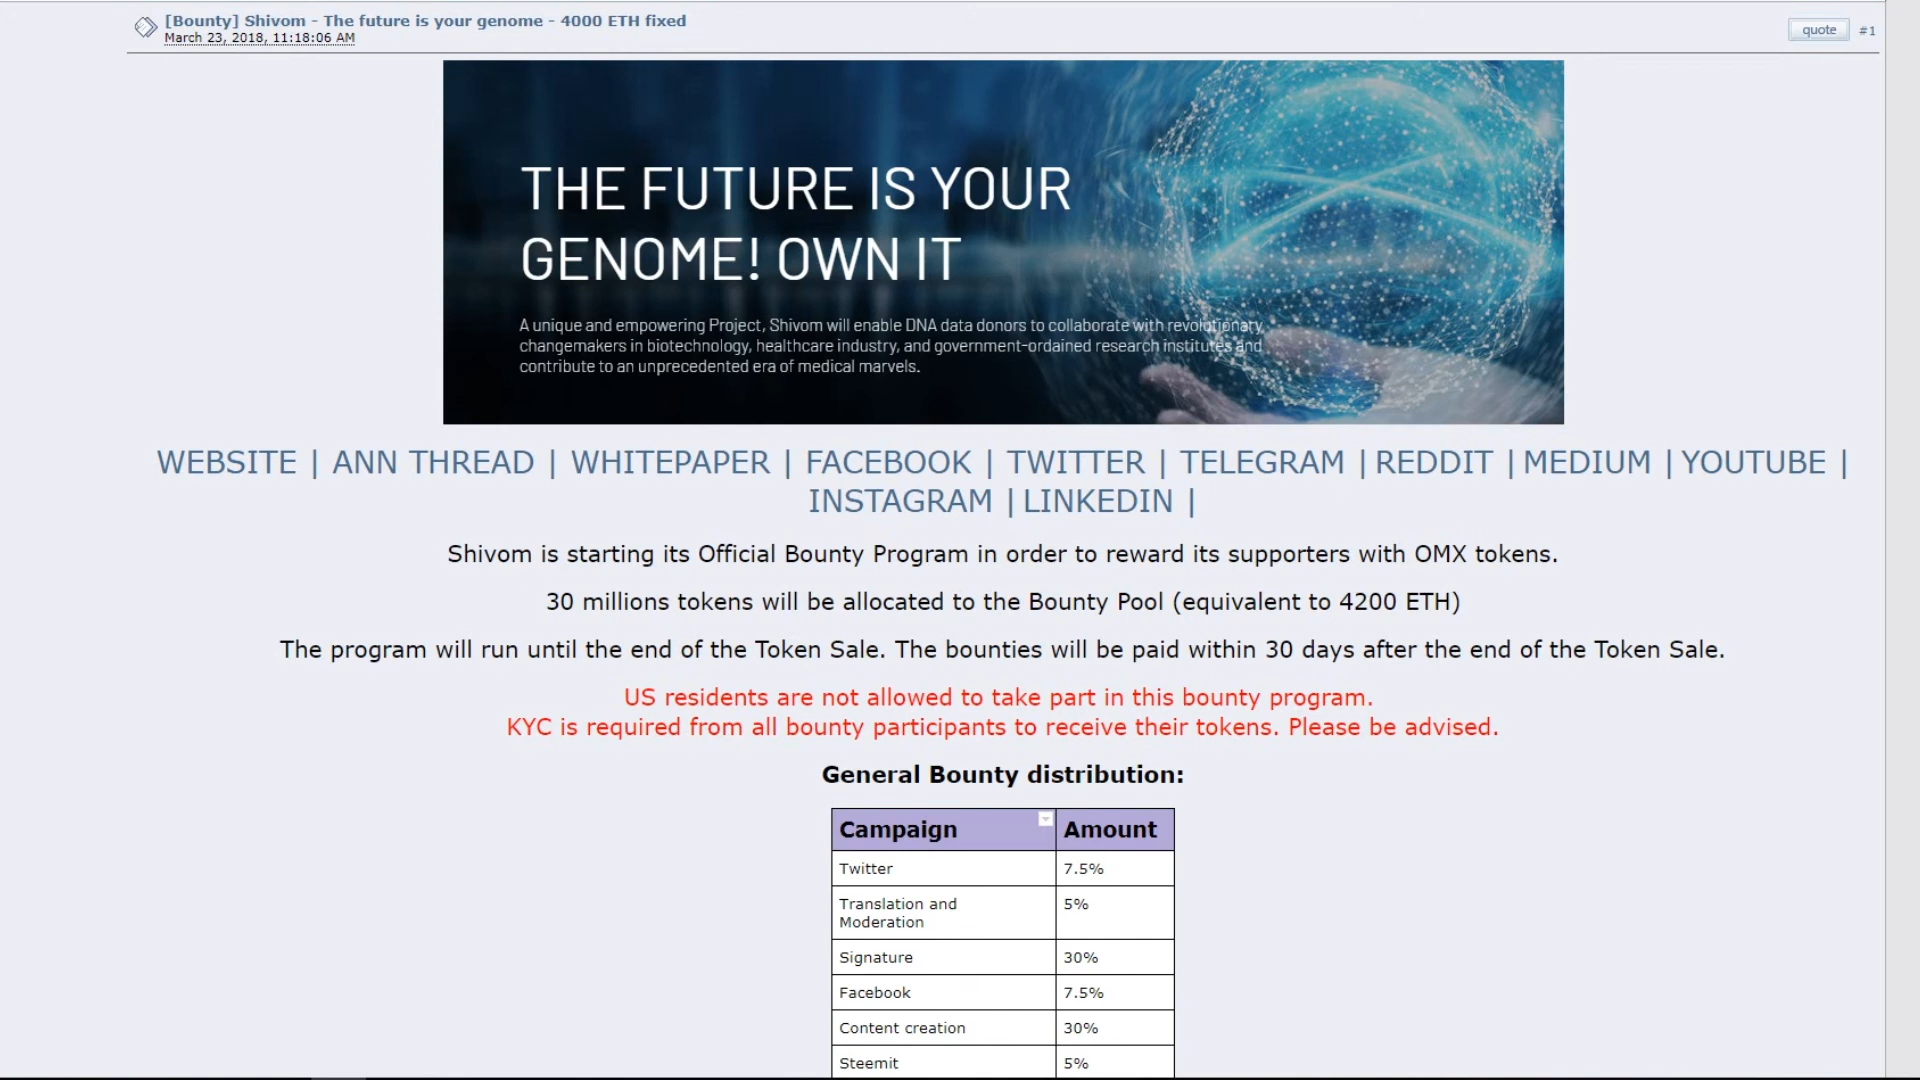 [Bounty] Shivom - The future is your genome - 4000 ETH fixed
March 23, 2018, 11:18:06 AM
quote #1
THE FUTURE IS YOUR
GENOME! OWN IT
A unique and empowering Project, Shivom will enable DNA data donors to collaborate with revolutionary
changemakers in biotechnology, healthcare industry, and government-ordained research institutes and
contribute to an unprecedented era of medical marvels.
WEBSITE | ANN THREAD | WHITEPAPER | FACEBOOK | TWITTER | TELEGRAM | REDDIT | MEDIUM | YOUTUBE |
INSTAGRAM | LINKEDIN |
Shivom is starting its Official Bounty Program in order to reward its supporters with OMX tokens.
30 millions tokens will be allocated to the Bounty Pool (equivalent to 4200 ETH)
The program will run until the end of the Token Sale. The bounties will be paid within 30 days after the end of the Token Sale.
US residents are not allowed to take part in this bounty program.
KYC is required from all bounty participants to receive their tokens. Please be advised.
General Bounty distribution:
Campaign Amount
Twitter 7.5%
Translation and 5%
Moderation
Signature 30%
Facebook 7.5%
Content creation 30%
Steemit 5%